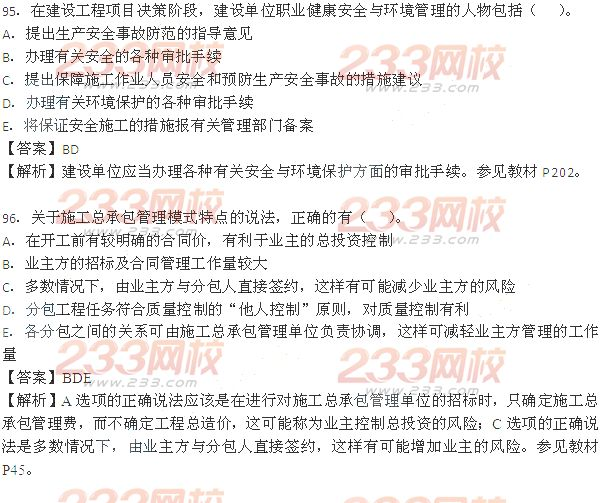 95．在建设工程项目决策阶段，建设单位职业健康安全与环境管理的人物包括（  ）。
A．提出生产安全事故防范的指导意见
B．办理有关安全的各种审批手续
C．提出保障施工作业人员安全和预防生产安全事故的措施建议
D．办理有关环境保护的各种审批手续
E．将保证安全施工的措施报有关管理部门备案
【答案】BD
【解析】建设单位应当办理各种有关安全与环境保护方面的审批手续。参见教材 P202。
96．关于施工总承包管理模式特点的说法，正确的有（  ）。
A．在开工前有较明确的合同价，有利于业主的总投资控制
B．业主方的招标及合同管理工作量较大
C．多数情况下，由业主方与分包人直接签约，这样有可能减少业主方的风险
D．分包工程任务符合质量控制的“他人控制”原则，对质量控制有利
E．各分包之间的关系可由施工总承包管理单位负责协调，这样可减轻业主方管理的工作
量
【答案】BDE
【解析】A 选项的正确说法应该是在进行对施工总承包管理单位的招标时，只确定施工总
承包管理费，而不确定工程总造价，这可能称为业主控制总投资的风险；C 选项的正确说
法是多数情况下，由业主方与分包人直接签约，这样有可能增加业主的风险。参见教材
P45。
233网校
www.233.com